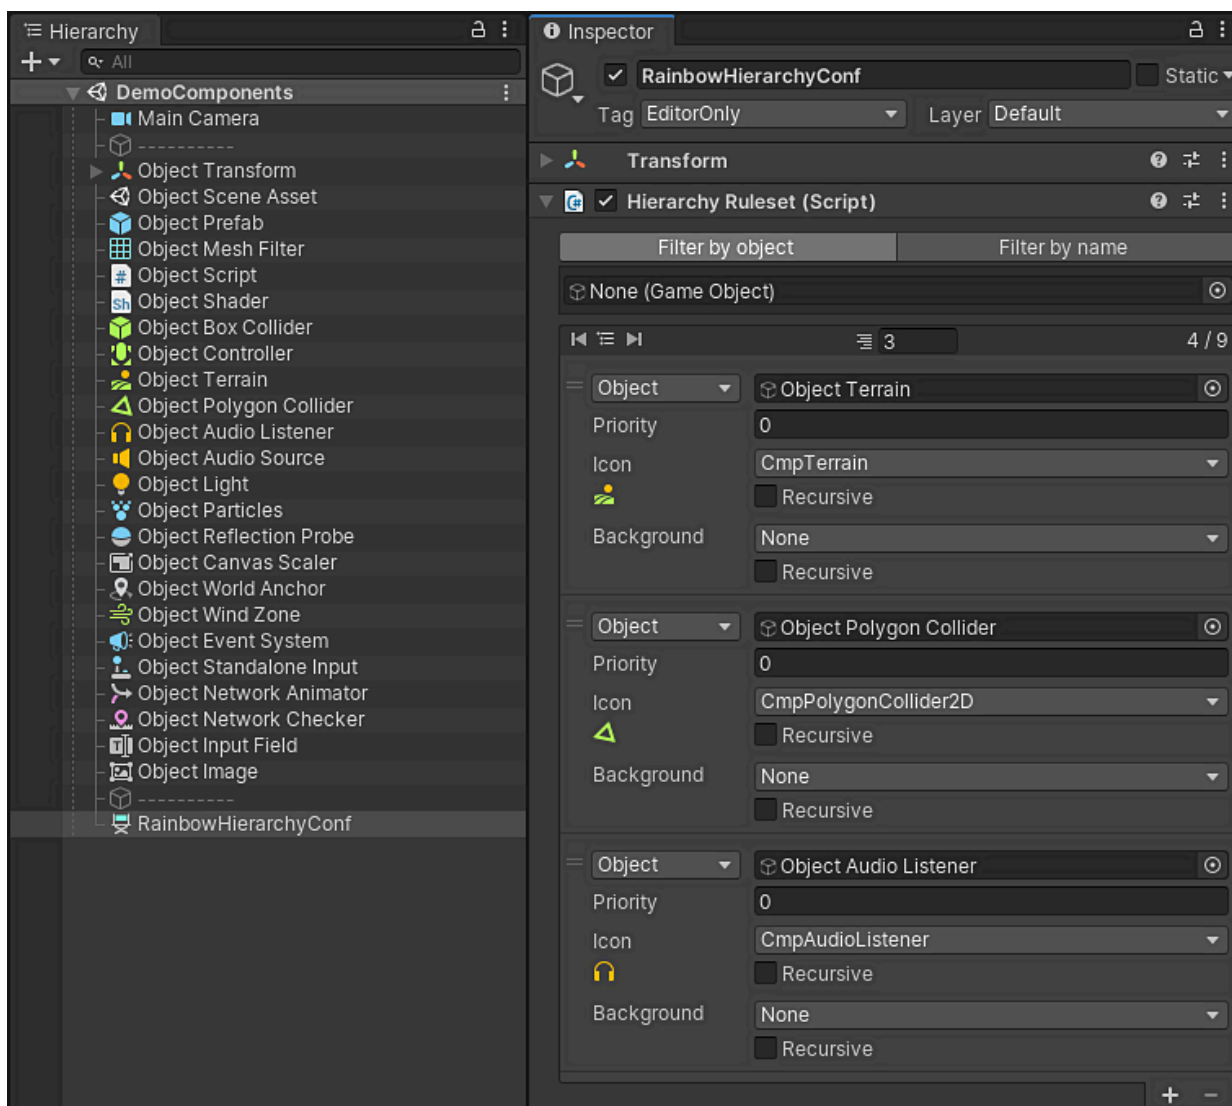 Hierarchy
All
DemoComponents
Main Camera
----------
Object Transform
Object Scene Asset
Object Prefab
Object Mesh Filter
Object Script
Object Shader
Object Box Collider
Object Controller
Object Terrain
Object Polygon Collider
Object Audio Listener
Object Audio Source
Object Light
Object Particles
Object Reflection Probe
Object Canvas Scaler
Object World Anchor
Object Wind Zone
Object Event System
Object Standalone Input
Object Network Animator
Object Network Checker
Object Input Field
Object Image
----------
RainbowHierarchyConf
Inspector
RainbowHierarchyConf Static
Tag EditorOnly Layer Default
Transform
Hierarchy Ruleset (Script)
Filter by object Filter by name
None (Game Object)
3 4 / 9
Object Object Terrain
Priority 0
Icon CmpTerrain
Recursive
Background None
Recursive
Object Object Polygon Collider
Priority 0
Icon CmpPolygonCollider2D
Recursive
Background None
Recursive
Object Object Audio Listener
Priority 0
Icon CmpAudioListener
Recursive
Background None
Recursive
+ −